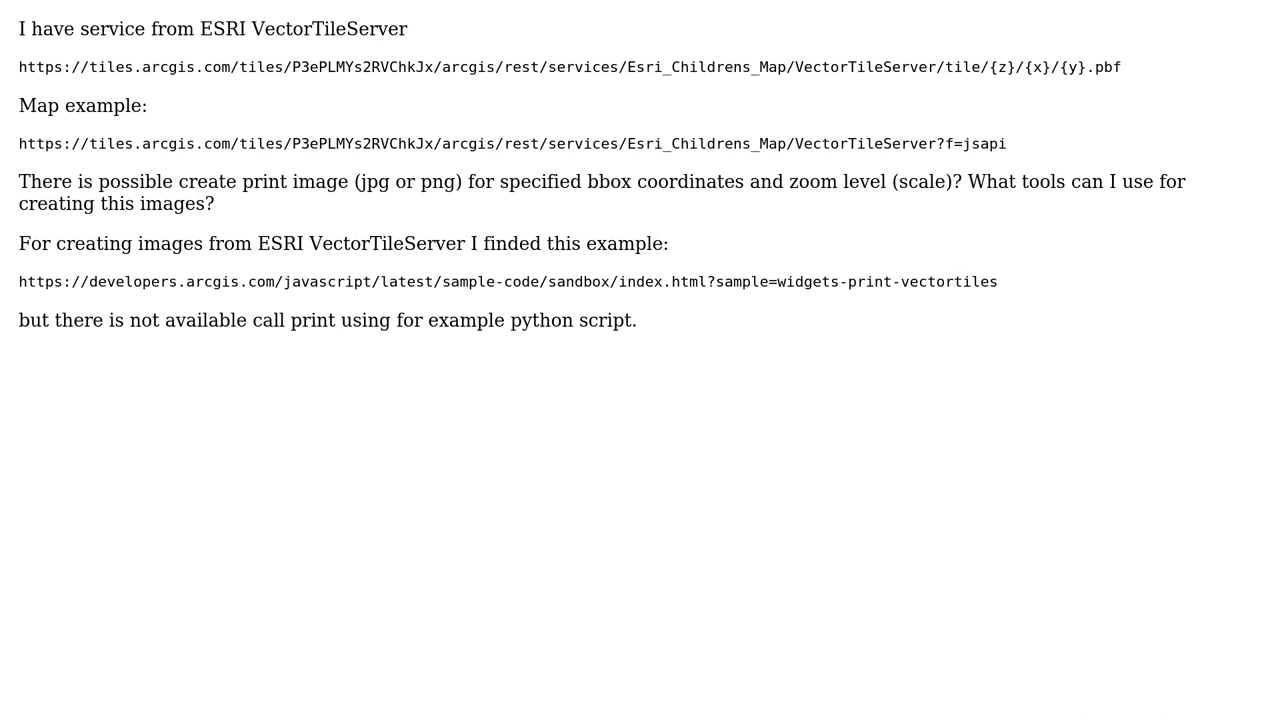 I have service from ESRI VectorTileServer
https://tiles.arcgis.com/tiles/P3ePLMYs2RVChkJx/arcgis/rest/services/Esri_Childrens_Map/VectorTileServer/tile/{z}/{x}/{y}.pbf
Map example:
https://tiles.arcgis.com/tiles/P3ePLMYs2RVChkJx/arcgis/rest/services/Esri_Childrens_Map/VectorTileServer?f=jsapi
There is possible create print image (jpg or png) for specified bbox coordinates and zoom level (scale)? What tools can I use for
creating this images?
For creating images from ESRI VectorTileServer I finded this example:
https://developers.arcgis.com/javascript/latest/sample-code/sandbox/index.html?sample=widgets-print-vectortiles
but there is not available call print using for example python script.